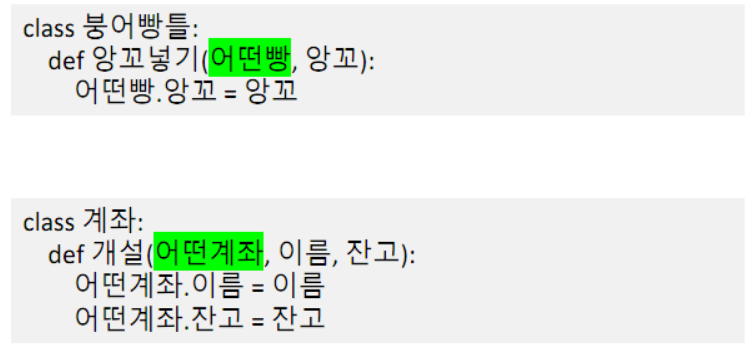 class 붕어빵틀:
def 앙꼬넣기(어떤빵, 앙꼬):
어떤빵.앙꼬 = 앙꼬
class 계좌:
def 개설(어떤계좌, 이름, 잔고):
어떤계좌.이름 = 이름
어떤계좌.잔고 = 잔고